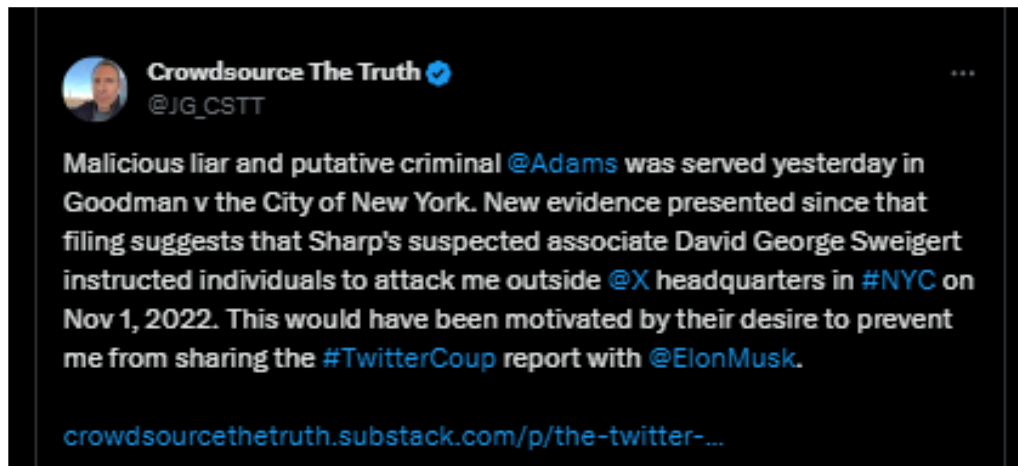 Crowdsource The Truth
@JG_CSTT
Malicious liar and putative criminal @Adams was served yesterday in
Goodman v the City of New York. New evidence presented since that
filing suggests that Sharp's suspected associate David George Sweigert
instructed individuals to attack me outside @X headquarters in #NYC on
Nov 1, 2022. This would have been motivated by their desire to prevent
me from sharing the #TwitterCoup report with @ElonMusk.
crowdsourcethetruth.substack.com/p/the-twitter-...